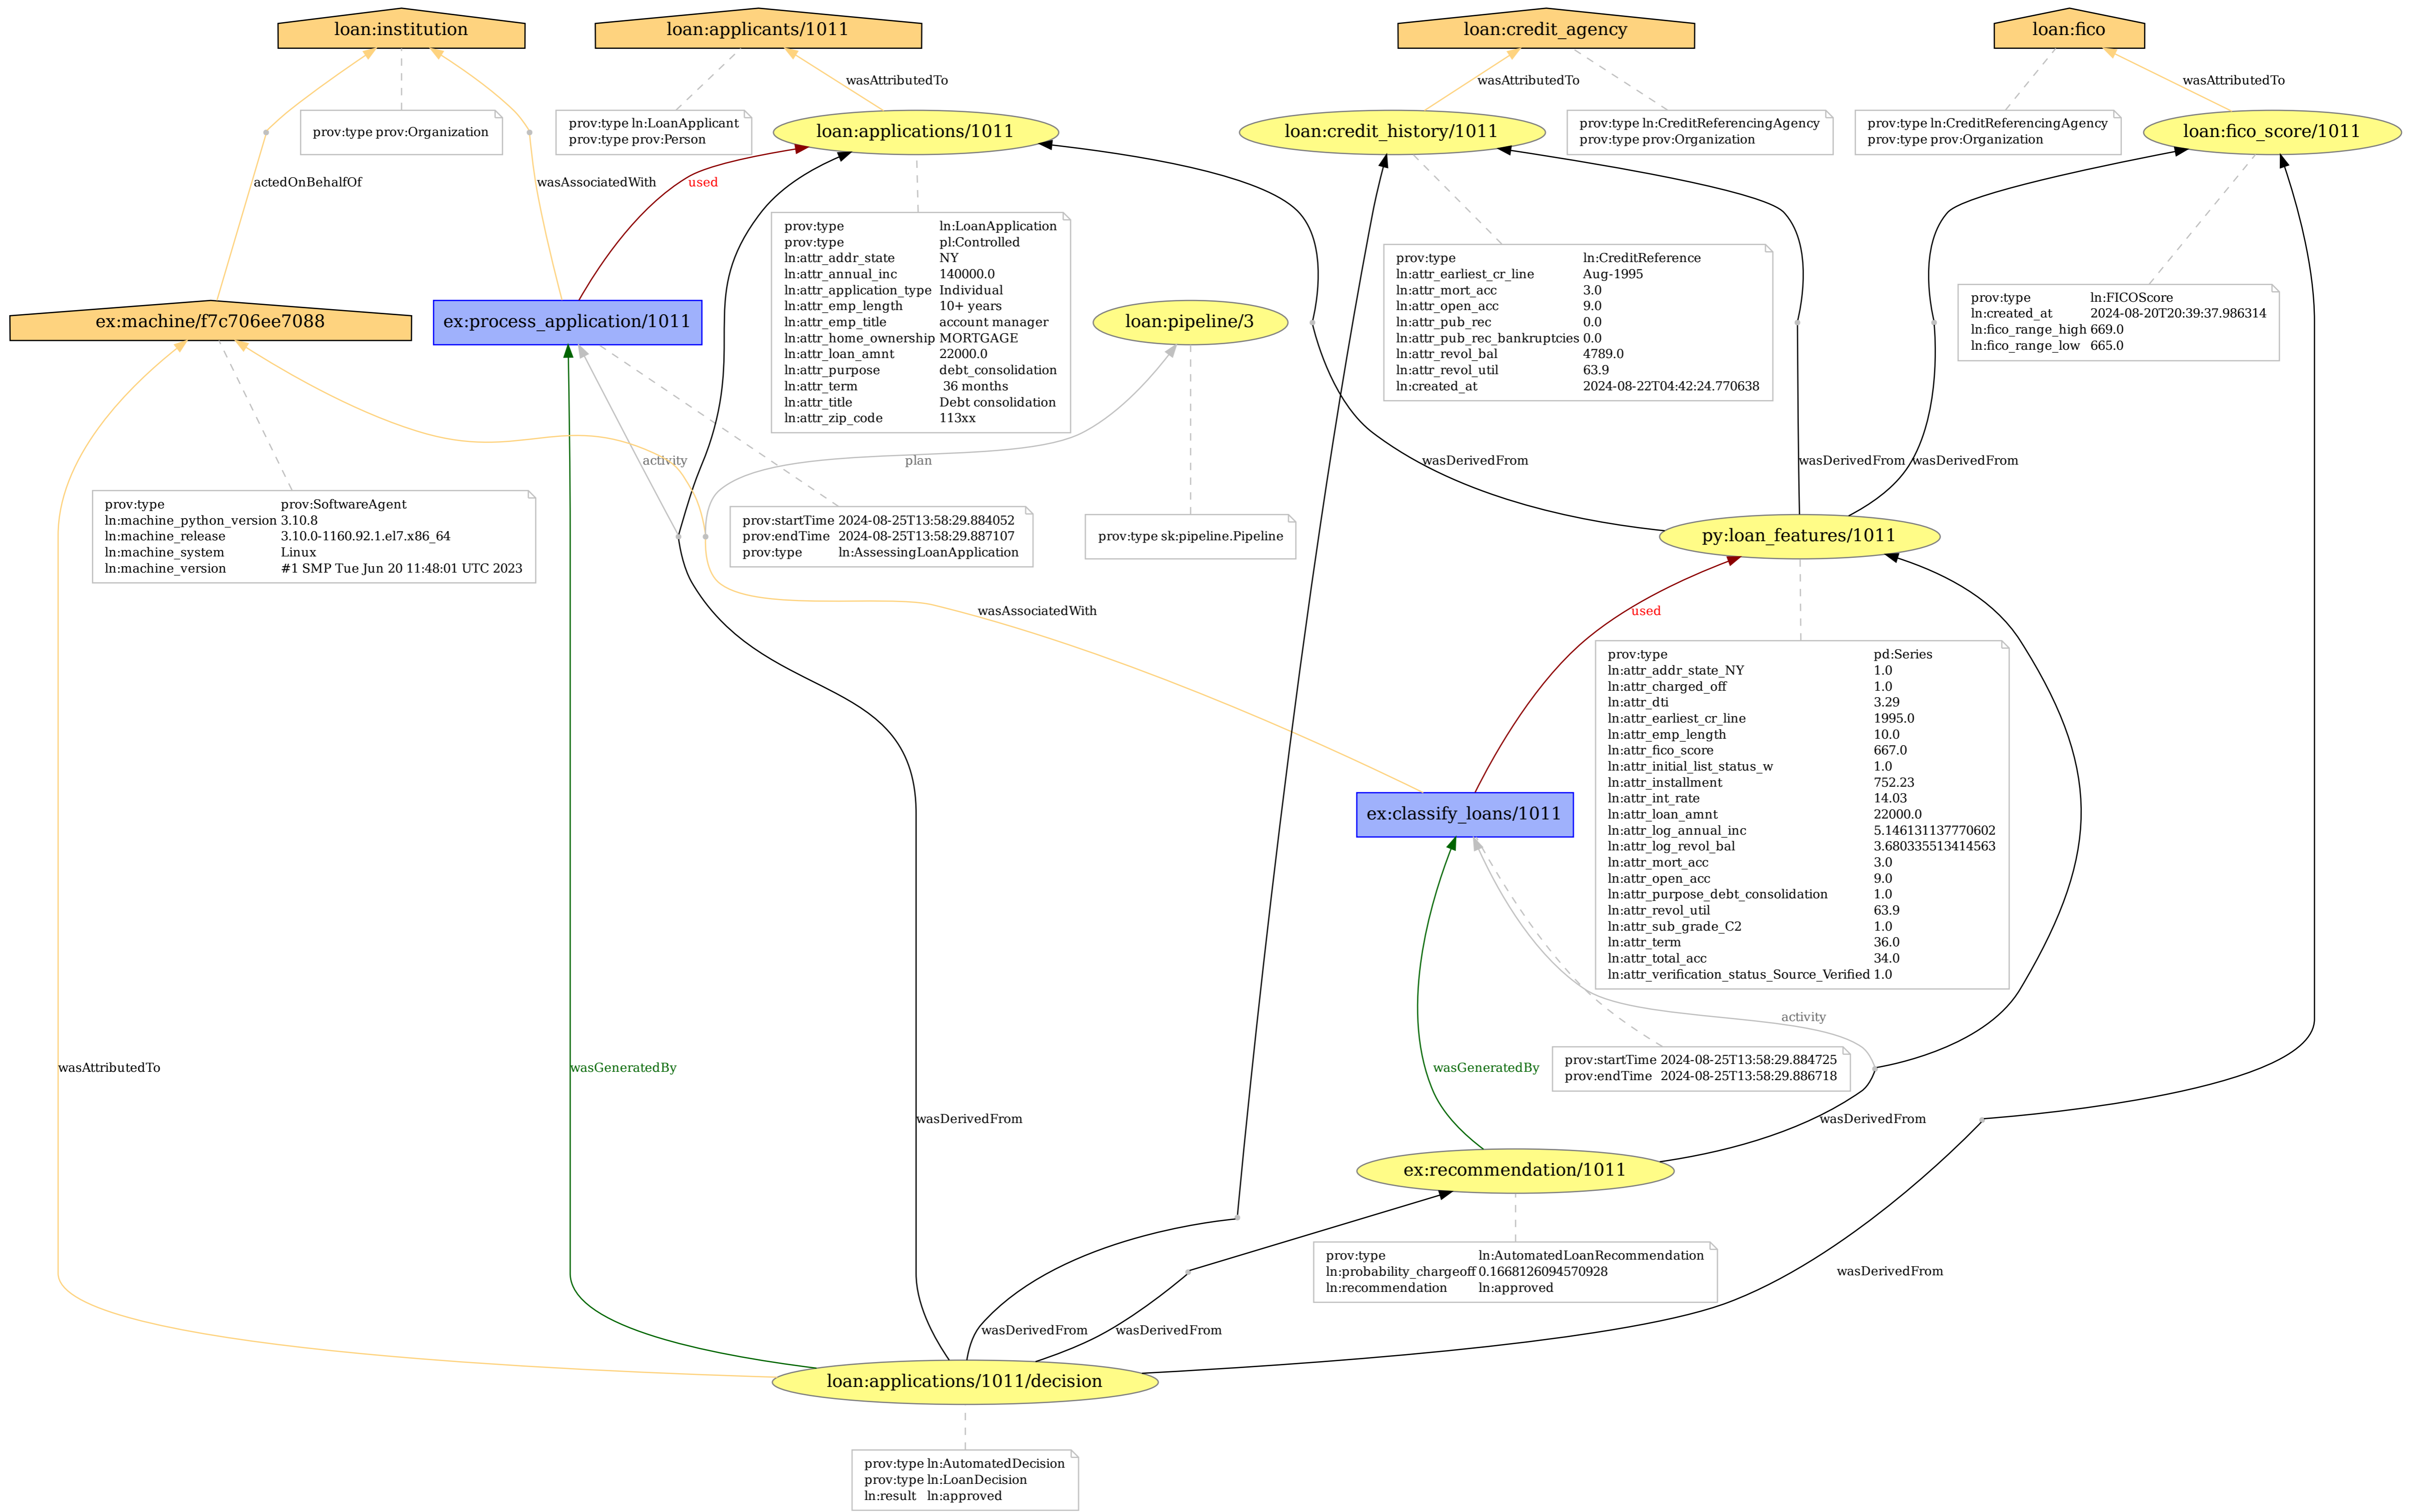 loan:institution
loan:applicants/1011
loan:credit_agency
loan:fico
wasAttributedTo
wasAttributedTo
wasAttributedTo
prov:type prov:Organization
prov:type ln:LoanApplicant
prov:type prov:Person
loan:applications/1011
loan:credit_history/1011
prov:type ln:CreditReferencingAgency
prov:type prov:Organization
prov:type ln:CreditReferencingAgency
prov:type prov:Organization
loan:fico_score/1011
actedOnBehalfOf
wasAssociatedWith
used
prov:type ln:LoanApplication
prov:type pl:Controlled
ln:attr_addr_state NY
ln:attr_annual_inc 140000.0
ln:attr_application_type Individual
ln:attr_emp_length 10+ years
ln:attr_emp_title account manager
ln:attr_home_ownership MORTGAGE
ln:attr_loan_amnt 22000.0
ln:attr_purpose debt_consolidation
ln:attr_term 36 months
ln:attr_title Debt consolidation
ln:attr_zip_code 113xx
prov:type ln:CreditReference
ln:attr_earliest_cr_line Aug-1995
ln:attr_mort_acc 3.0
ln:attr_open_acc 9.0
ln:attr_pub_rec 0.0
ln:attr_pub_rec_bankruptcies 0.0
ln:attr_revol_bal 4789.0
ln:attr_revol_util 63.9
ln:created_at 2024-08-22T04:42:24.770638
prov:type ln:FICOScore
ln:created_at 2024-08-20T20:39:37.986314
ln:fico_range_high 669.0
ln:fico_range_low 665.0
ex:machine/f7c706ee7088
ex:process_application/1011
loan:pipeline/3
activity
plan
wasDerivedFrom
wasDerivedFrom
wasDerivedFrom
prov:type prov:SoftwareAgent
ln:machine_python_version 3.10.8
ln:machine_release 3.10.0-1160.92.1.el7.x86_64
ln:machine_system Linux
ln:machine_version #1 SMP Tue Jun 20 11:48:01 UTC 2023
prov:startTime 2024-08-25T13:58:29.884052
prov:endTime 2024-08-25T13:58:29.887107
prov:type ln:AssessingLoanApplication
prov:type sk:pipeline.Pipeline
py:loan_features/1011
wasAssociatedWith
used
prov:type pd:Series
ln:attr_addr_state_NY 1.0
ln:attr_charged_off 1.0
ln:attr_dti 3.29
ln:attr_earliest_cr_line 1995.0
ln:attr_emp_length 10.0
ln:attr_fico_score 667.0
ln:attr_initial_list_status_w 1.0
ln:attr_installment 752.23
ln:attr_int_rate 14.03
ln:attr_loan_amnt 22000.0
ln:attr_log_annual_inc 5.146131137770602
ln:attr_log_revol_bal 3.680335513414563
ln:attr_mort_acc 3.0
ln:attr_open_acc 9.0
ln:attr_purpose_debt_consolidation 1.0
ln:attr_revol_util 63.9
ln:attr_sub_grade_C2 1.0
ln:attr_term 36.0
ln:attr_total_acc 34.0
ln:attr_verification_status_Source_Verified 1.0
ex:classify_loans/1011
activity
wasAttributedTo
wasGeneratedBy
wasGeneratedBy
prov:startTime 2024-08-25T13:58:29.884725
prov:endTime 2024-08-25T13:58:29.886718
wasDerivedFrom
wasDerivedFrom
ex:recommendation/1011
prov:type ln:AutomatedLoanRecommendation
ln:probability_chargeoff 0.1668126094570928
ln:recommendation ln:approved
wasDerivedFrom
wasDerivedFrom
wasDerivedFrom
loan:applications/1011/decision
prov:type ln:AutomatedDecision
prov:type ln:LoanDecision
ln:result ln:approved